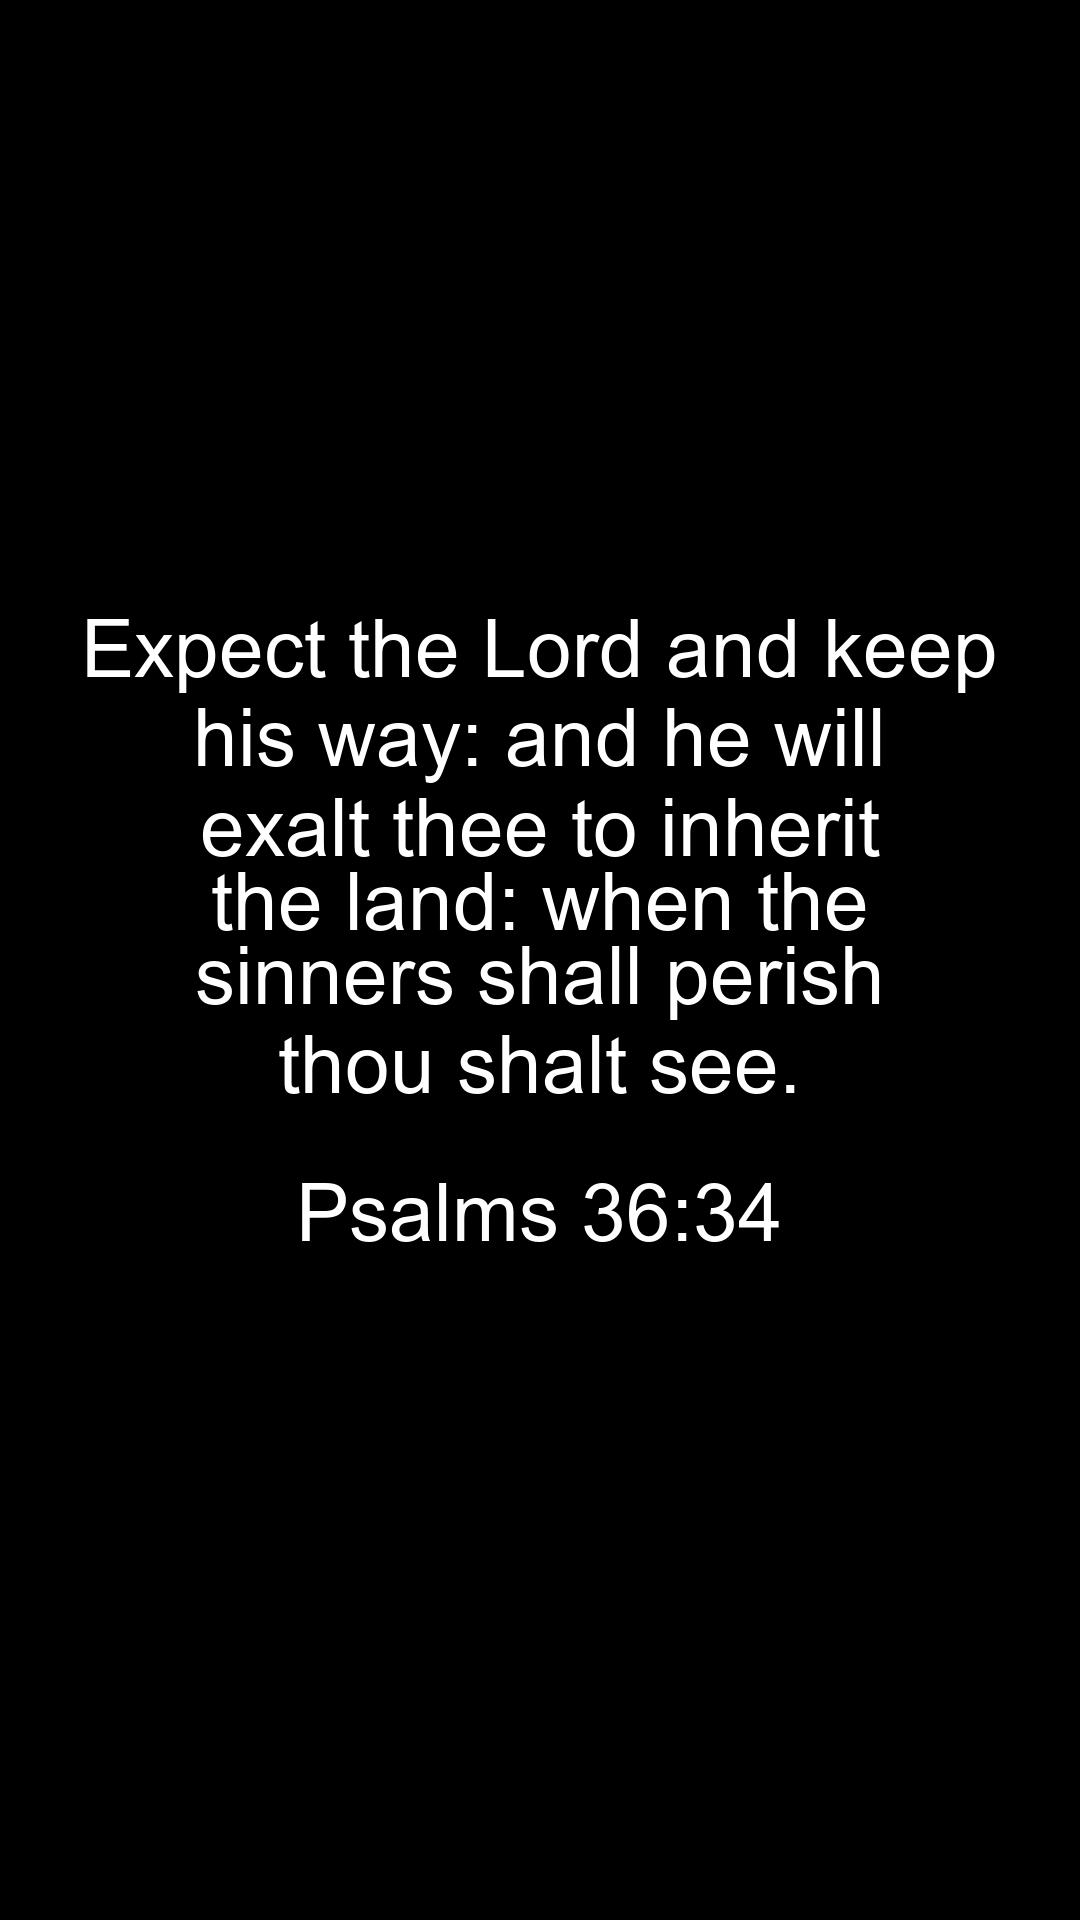 Expect the Lord and keep
his way: and he will
exalt thee to inherit
the land: when the
sinners shall perish
thou shalt see.
Psalms 36:34